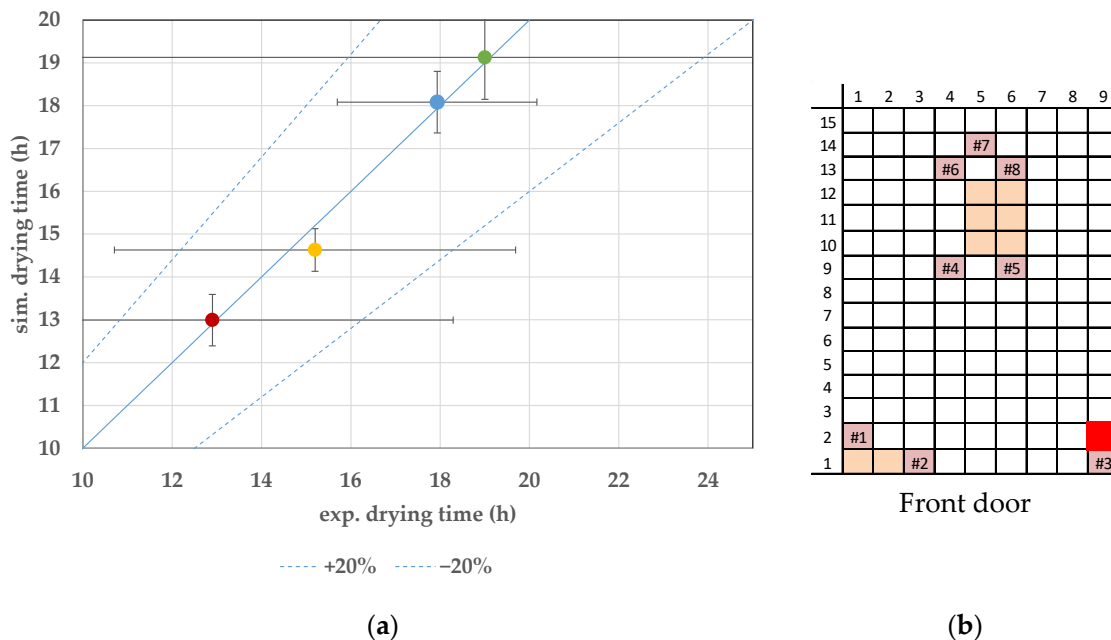 20
19
18
17
16
15
14
13
12
11
10
sim. drying time (h)
10 12 14 16 18 20 22 24
exp. drying time (h)
+20% −20%
(a)
1 2 3 4 5 6 7 8 9
15
14 #7
13 #6 #8
12
11
10
9 #4 #5
8
7
6
5
4
3
2 #1
1 #2 #3
Front door
(b)